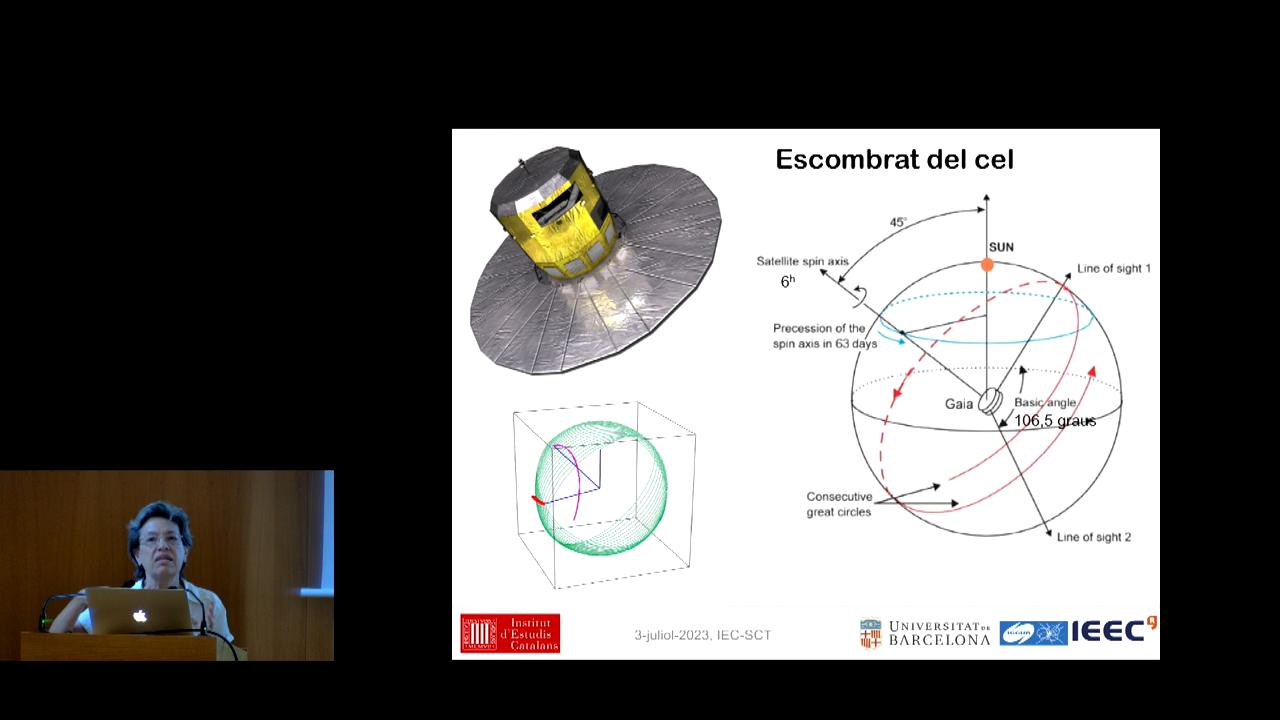 Escombrat del cel
45°
SUN
Satellite spin axis
6h
Line of sight 1
Precession of the
spin axis in 63 days
Gaia
Basic angle
106,5 graus
Consecutive
great circles
Line of sight 2
Institut
d'Estudis
Catalans
3-juliol-2023, IEC-SCT
UNIVERSITAT DE
BARCELONA
IEEC